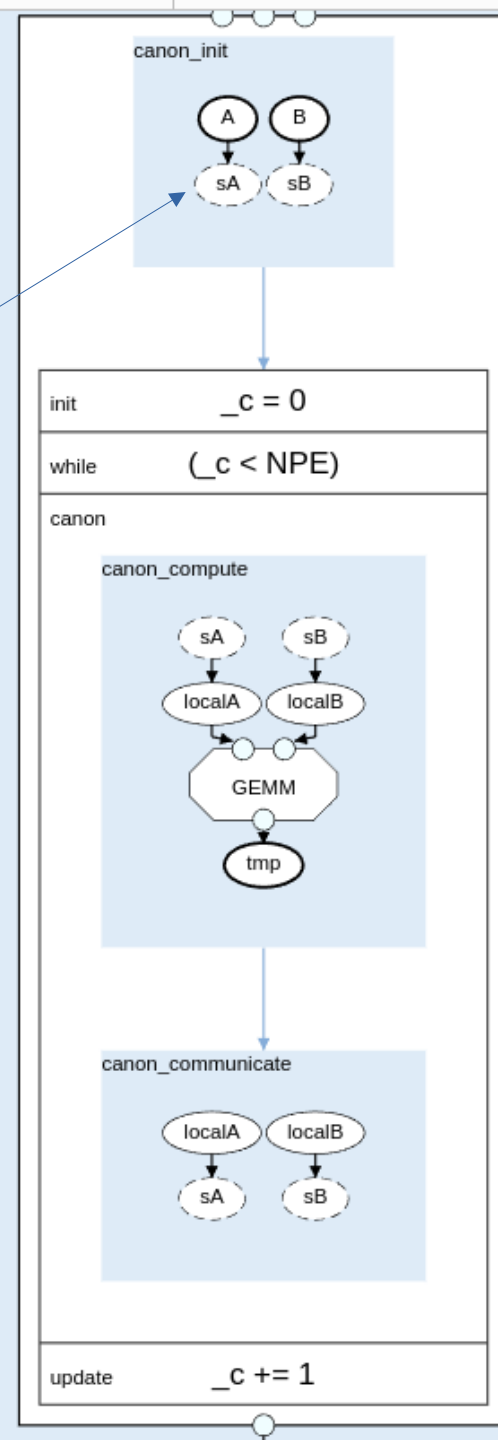 canon_init
A B
sA sB
init _c = 0
while (_c < NPE)
canon
canon_compute
sA sB
localA localB
GEMM
tmp
canon_communicate
localA localB
sA sB
update _c += 1